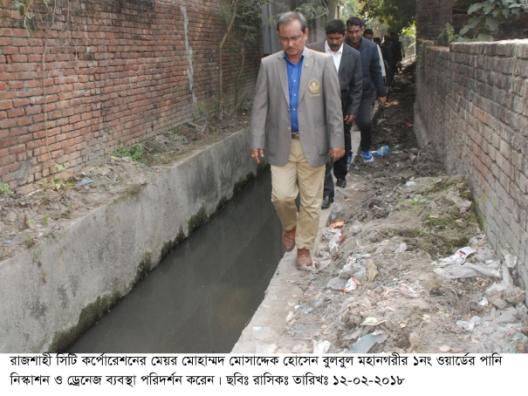 রাজশাহী সিটি কর্পোরেশনের মেয়র মোহাম্মদ মোসাদ্দেক হোসেন বুলবুল মহানগরীর ১নং ওয়ার্ডের পানি
নিস্কাশন ও ড্রেনেজ ব্যবস্থা পরিদর্শন করেন। ছবিঃ রাসিকঃ তারিখঃ ১২-০২-২০১৮